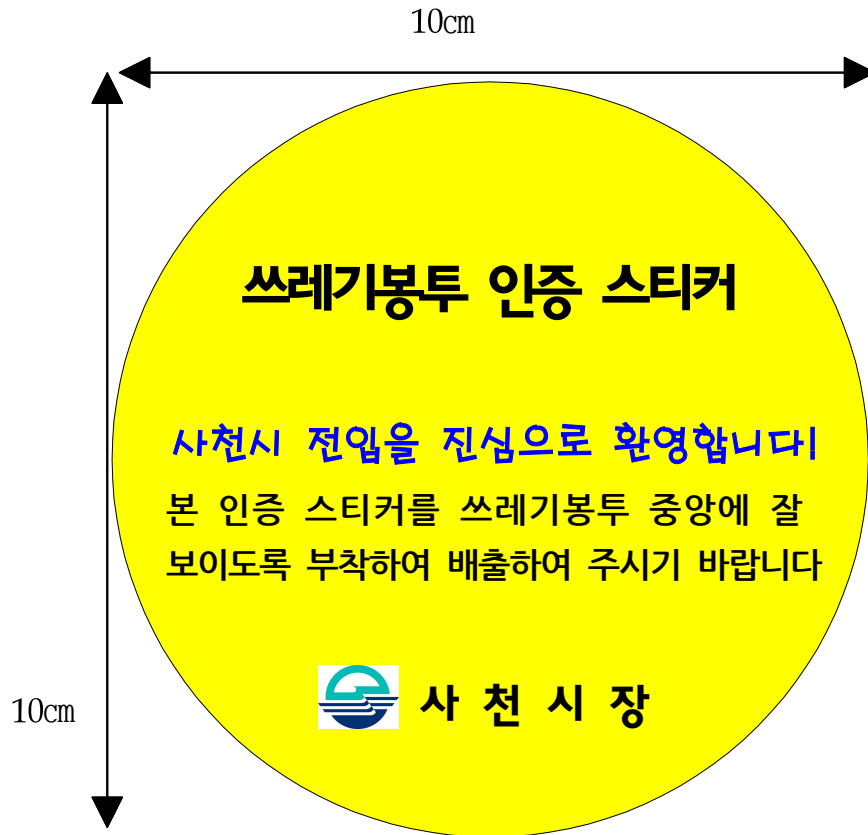 10cm
쓰레기봉투 인증 스티커
사천시 전입을 진심으로 환영합니다!
본 인증 스티커를 쓰레기봉투 중앙에 잘
보이도록 부착하여 배출하여 주시기 바랍니다
10cm
사 천 시 장